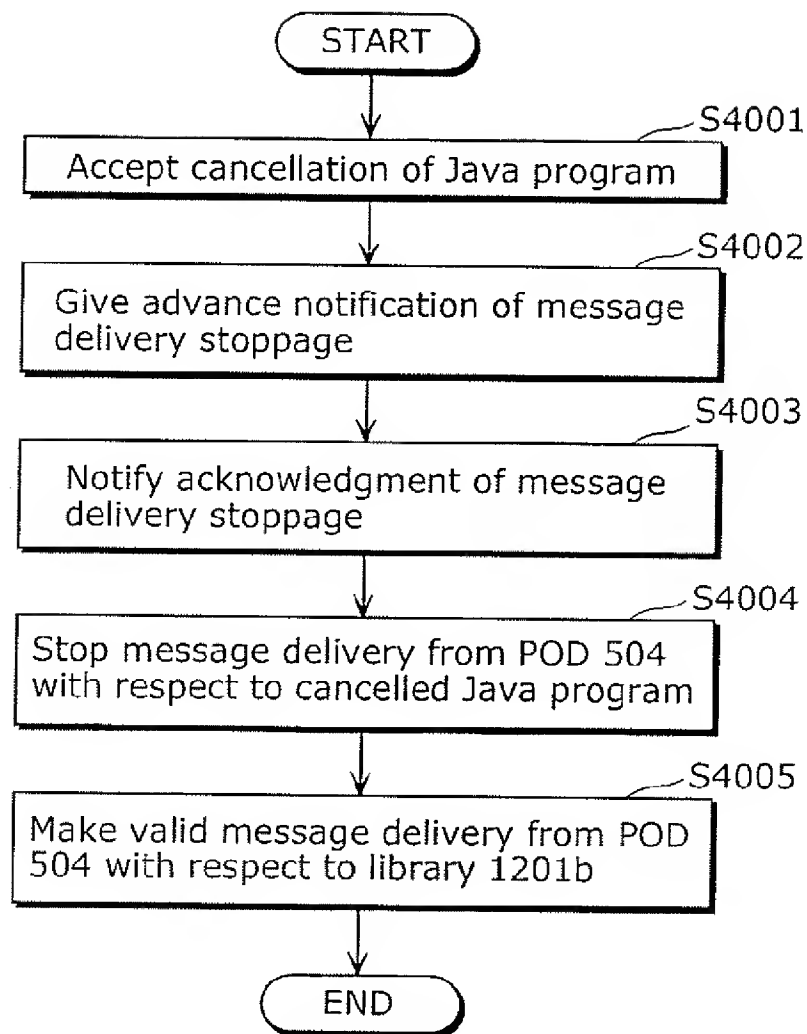 START
S4001
Accept cancellation of Java program
S4002
Give advance notification of message
delivery stoppage
S4003
Notify acknowledgment of message
delivery stoppage
S4004
Stop message delivery from POD 504
with respect to cancelled Java program
S4005
Make valid message delivery from POD
504 with respect to library 1201b
END